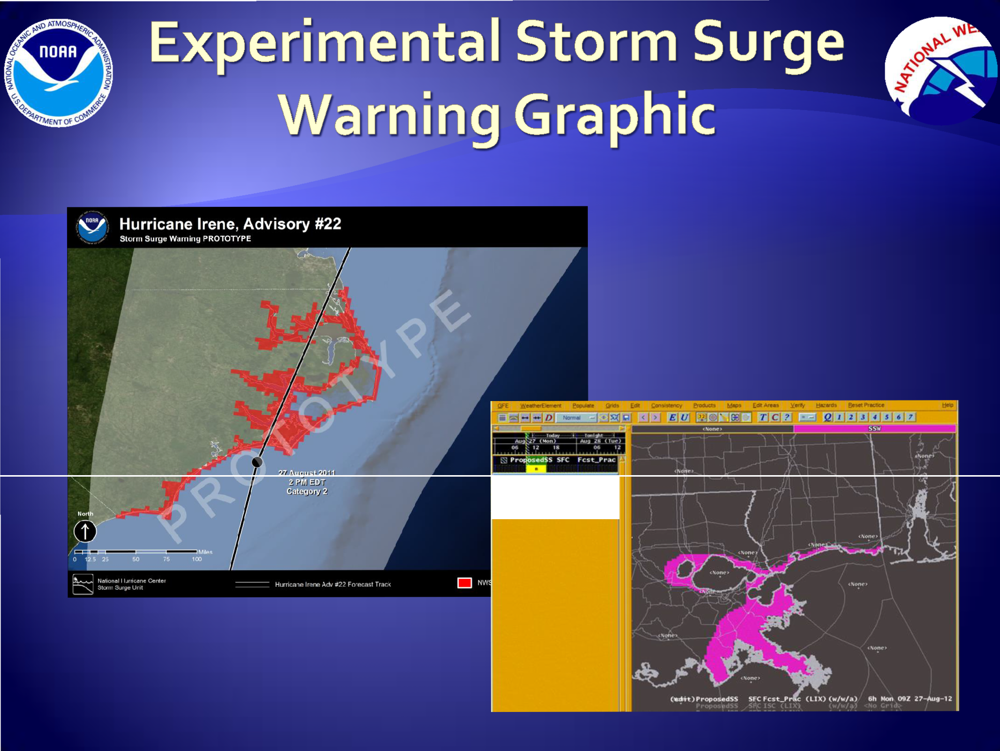 Experimental Storm Surge
Warning Graphic
NATIONAL OCEANIC AND ATMOSPHERIC ADMINISTRATION
NOAA
U.S. DEPARTMENT OF COMMERCE
NATIONAL WE
NOAA
Hurricane Irene, Advisory #22
Storm Surge Warning PROTOTYPE
PROTOTYPE
27 August 2011
2 PM EDT
Category 2
North
Miles
0 12.5 25 50 75 100
National Hurricane Center
Storm Surge Unit
Hurricane Irene Adv #22 Forecast Track
NWS
GFE WeatherElement Populate Grids Edit Consistency Products Maps Edit Areas Verify Hazards Reset Practice Help
D Normal E U T C ? Q 1 2 3 4 5 6 7
<None> SSW
Today Tonight
Aug 27 (Mon) Aug 28 (Tue)
06 12 18 06 12
ProposedSS SFC Fcst_Prac
<None>
<None>
<None>
<None>
<None>
<None>
<None>
<None>
<None>
<None>
<None>
ProposedSS SFC Fcst_Prac (LIX) (w/w/a) 6h Mon 09Z 27-Aug-12
ProposedSS SFC ISC (LIX) (w/w/a) <No Grid>